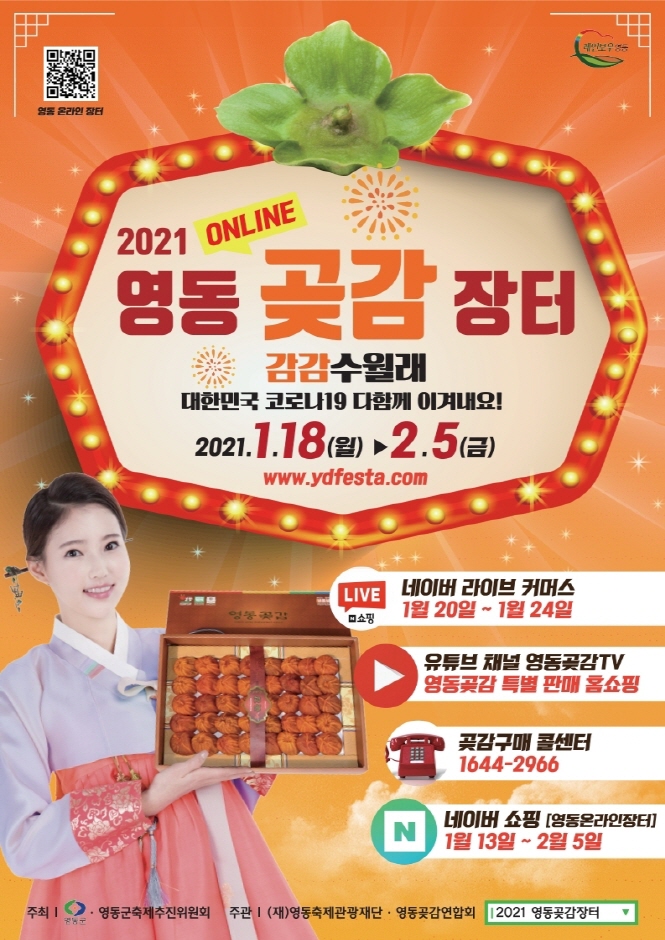 영동 온라인 장터
레인보우영동
2021 ONLINE
영동 곶감 장터
감감수월래
대한민국 코로나19 다함께 이겨내요!
2021.1.18(월) ▶2.5(금)
www.ydfesta.com
영동곶감
LIVE
N쇼핑
네이버 라이브 커머스
1월 20일 ~ 1월 24일
유튜브 채널 영동곶감TV
영동곶감 특별 판매 홈쇼핑
곶감구매 콜센터
1644-2966
N
네이버 쇼핑 [영동온라인장터]
1월 13일 ~ 2월 5일
주최 | 영동군 · 영동군축제추진위원회 주관 | (재)영동축제관광재단 · 영동곶감연합회
2021 영동곶감장터